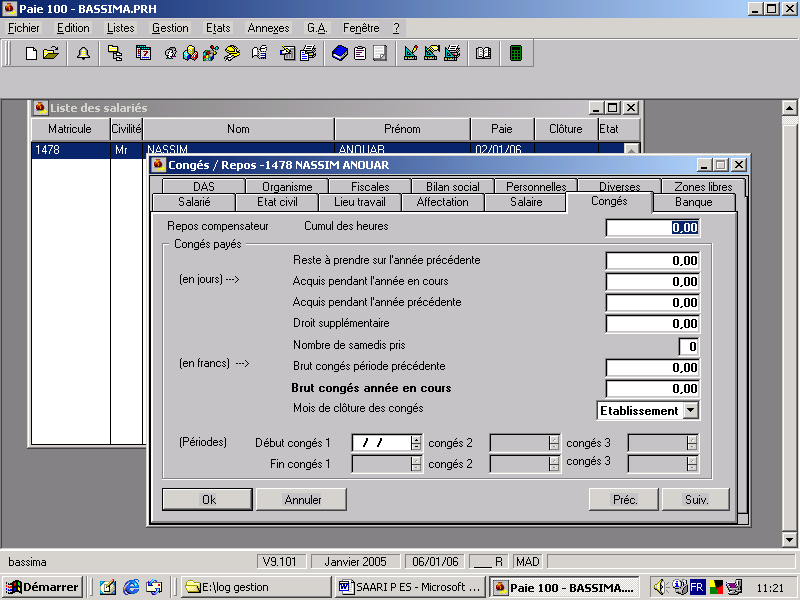 Paie 100 - BASSIMA.PRH
Fichier Edition Listes Gestion Etats Annexes G.A. Fenêtre ?
Liste des salariés
Matricule Civilité Nom Prénom Paie Clôture Etat
1478 Mr NASSIM ANOUAR 02/01/06
Congés / Repos -1478 NASSIM ANOUAR
DAS Organisme Fiscales Bilan social Personnelles Diverses Zones libres
Salarié Etat civil Lieu travail Affectation Salaire Congés Banque
Repos compensateur Cumul des heures 0,00
Congés payés
Reste à prendre sur l'année précédente 0,00
(en jours) ---> Acquis pendant l'année en cours 0,00
Acquis pendant l'année précédente 0,00
Droit supplémentaire 0,00
Nombre de samedis pris 0
(en francs) ---> Brut congés période précédente 0,00
Brut congés année en cours 0,00
Mois de clôture des congés Etablissement
(Périodes) Début congés 1 / / congés 2 congés 3
Fin congés 1 congés 2 congés 3
Ok Annuler Préc. Suiv.
bassima V9.101 Janvier 2005 06/01/06 ___ R MAD
Démarrer E:\log gestion SAARI P ES - Microsoft ... Paie 100 - BASSIMA.... FR 11:21